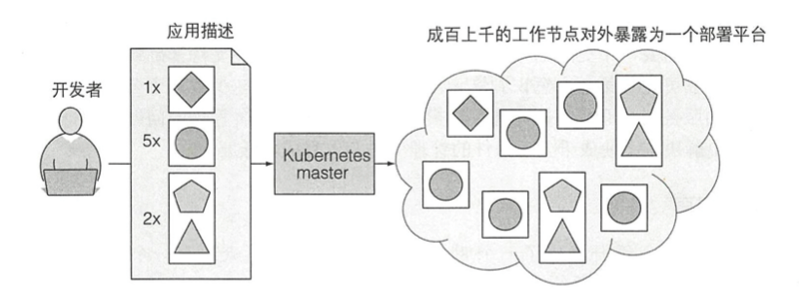 应用描述
成百上千的工作节点对外暴露为一个部署平台
开发者
1x
5x
2x
Kubernetes
master